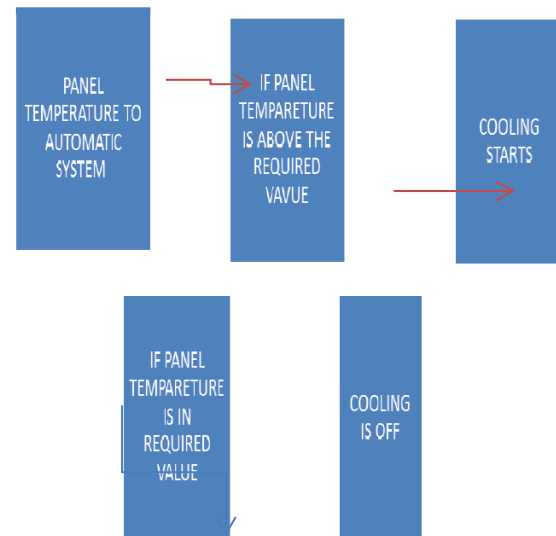 PANEL
TEMPERATURE TO
AUTOMATIC
SYSTEM
IF PANEL
TEMPARETURE
IS ABOVE THE
REQUIRED
VAVUE
COOLING
STARTS
IF PANEL
TEMPARETURE
IS IN
REQUIRED
VALUE
COOLING
IS OFF